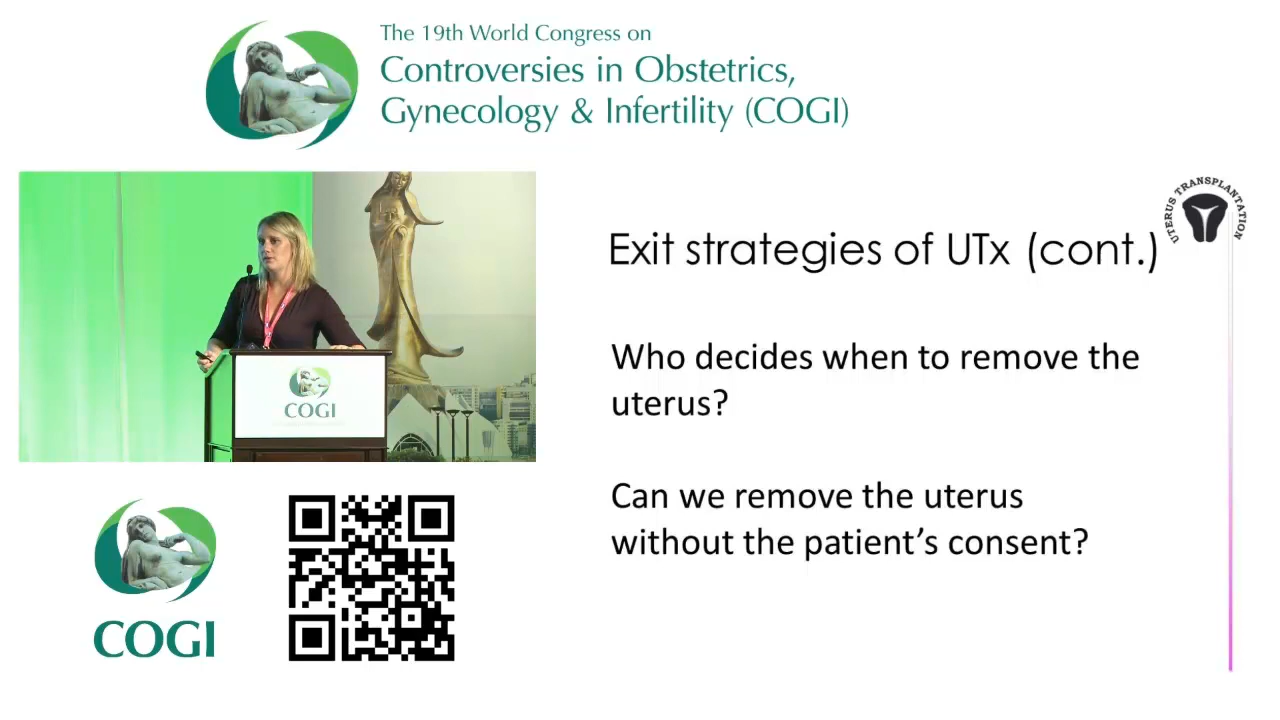 The 19th World Congress on
Controversies in Obstetrics,
Gynecology & Infertility (COGI)
UTERUS TRANSPLANTATION
Exit strategies of UTx (cont.)
Who decides when to remove the
uterus?
Can we remove the uterus
without the patient’s consent?
COGI
COGI